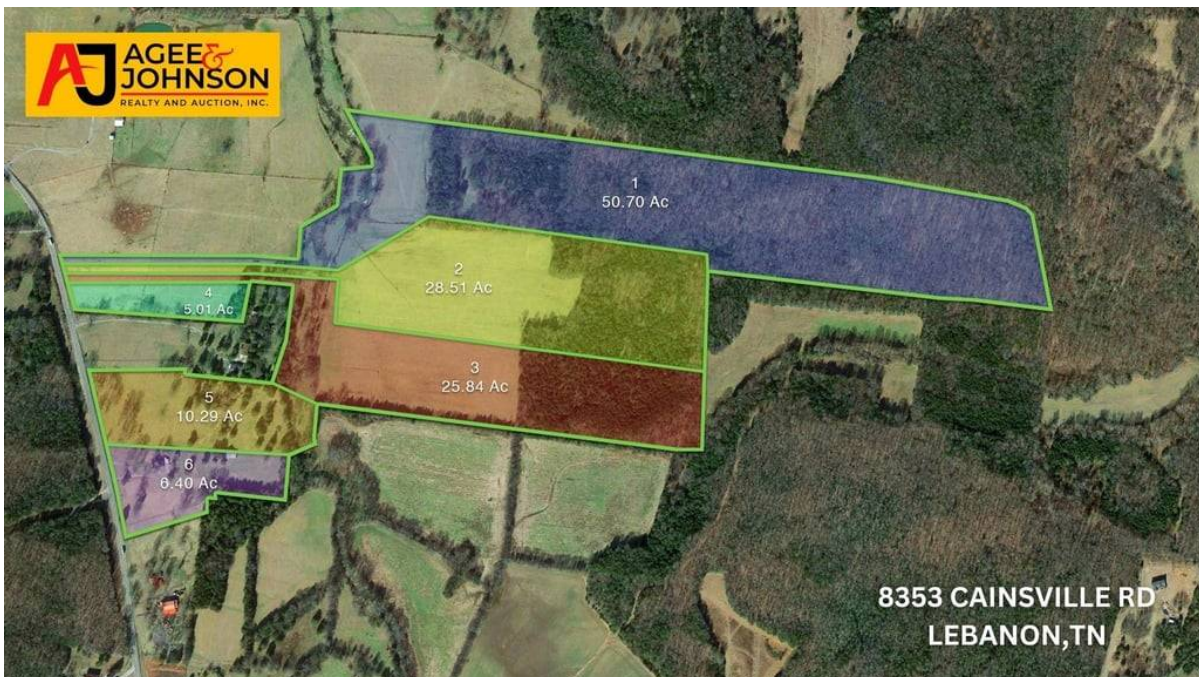 AJ AGEE &
JOHNSON
REALTY AND AUCTION, INC.
1
50.70 Ac
2
28.51 Ac
4
5.01 Ac
3
25.84 Ac
5
10.29 Ac
6
6.40 Ac
8353 CAINSVILLE RD
LEBANON,TN